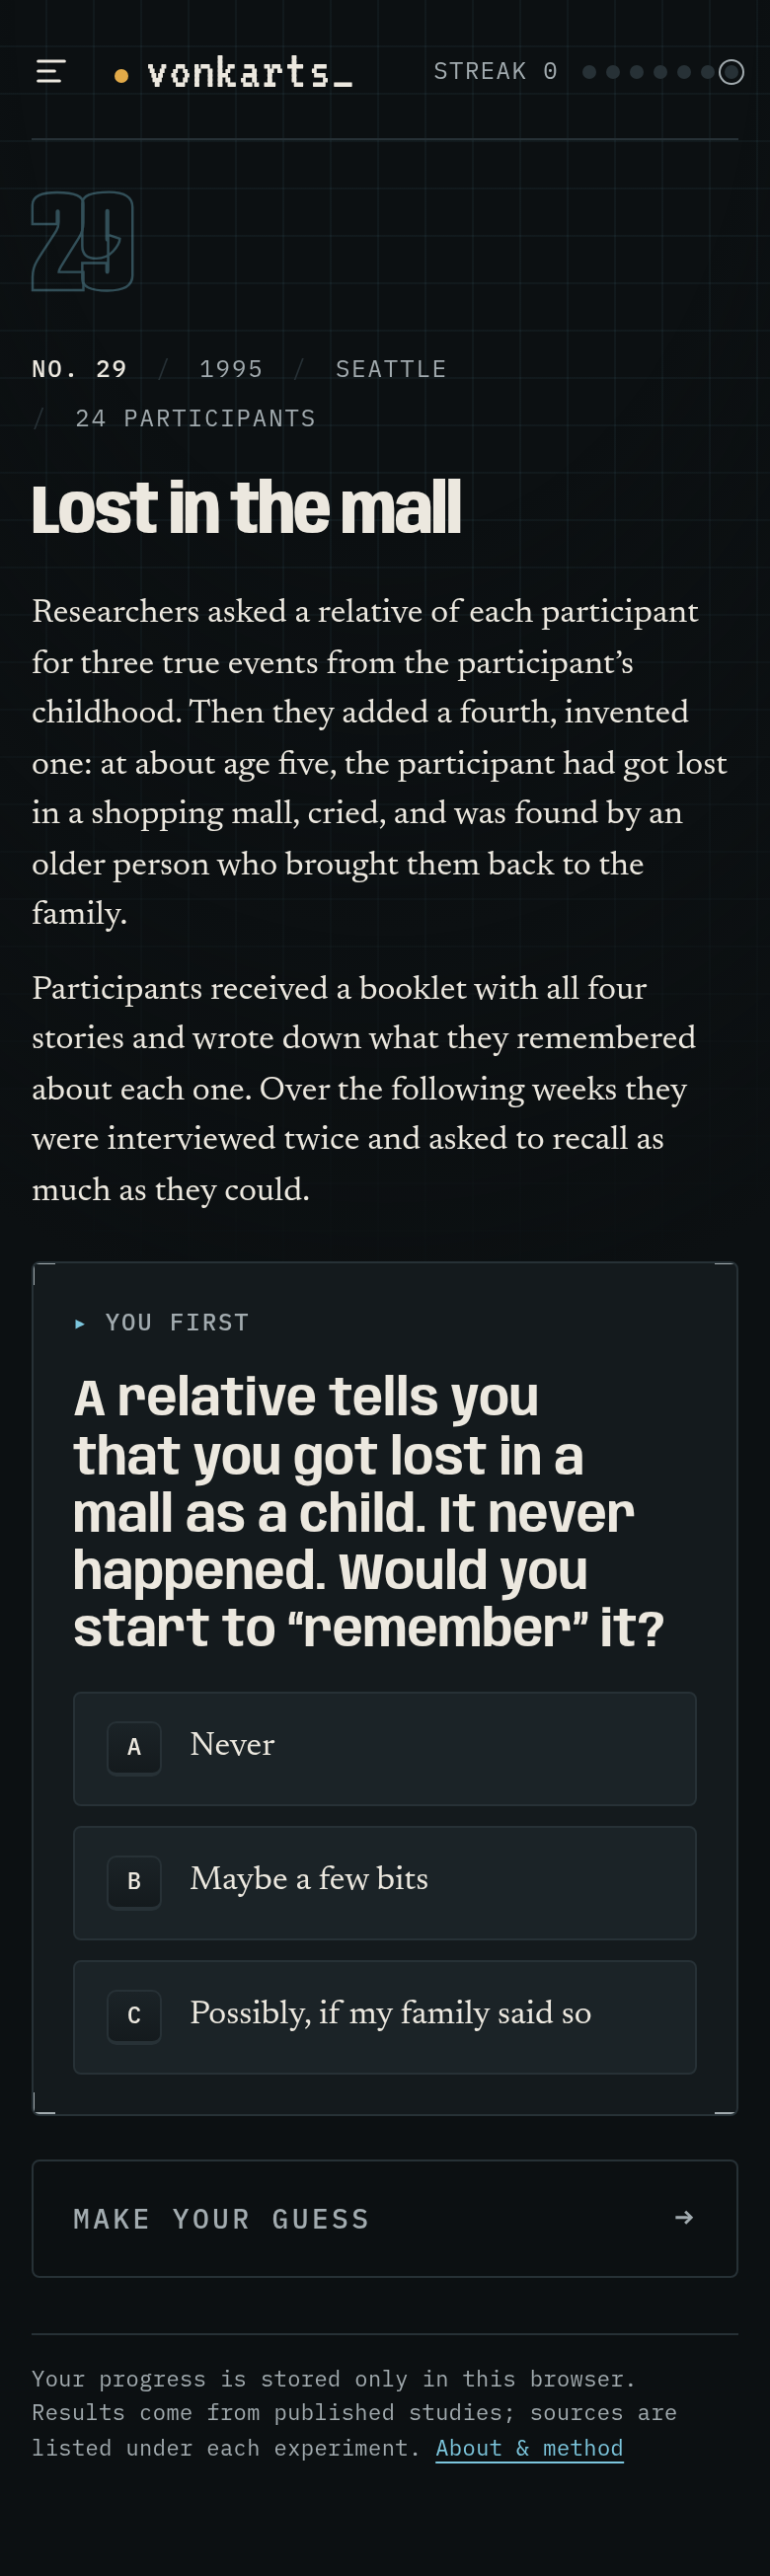 vonkarts_ STREAK 0
29
NO. 29 / 1995 / SEATTLE
/ 24 PARTICIPANTS
Lost in the mall
Researchers asked a relative of each participant
for three true events from the participant’s
childhood. Then they added a fourth, invented
one: at about age five, the participant had got lost
in a shopping mall, cried, and was found by an
older person who brought them back to the
family.
Participants received a booklet with all four
stories and wrote down what they remembered
about each one. Over the following weeks they
were interviewed twice and asked to recall as
much as they could.
▸ YOU FIRST
A relative tells you
that you got lost in a
mall as a child. It never
happened. Would you
start to “remember” it?
A Never
B Maybe a few bits
C Possibly, if my family said so
MAKE YOUR GUESS →
Your progress is stored only in this browser.
Results come from published studies; sources are
listed under each experiment. About & method